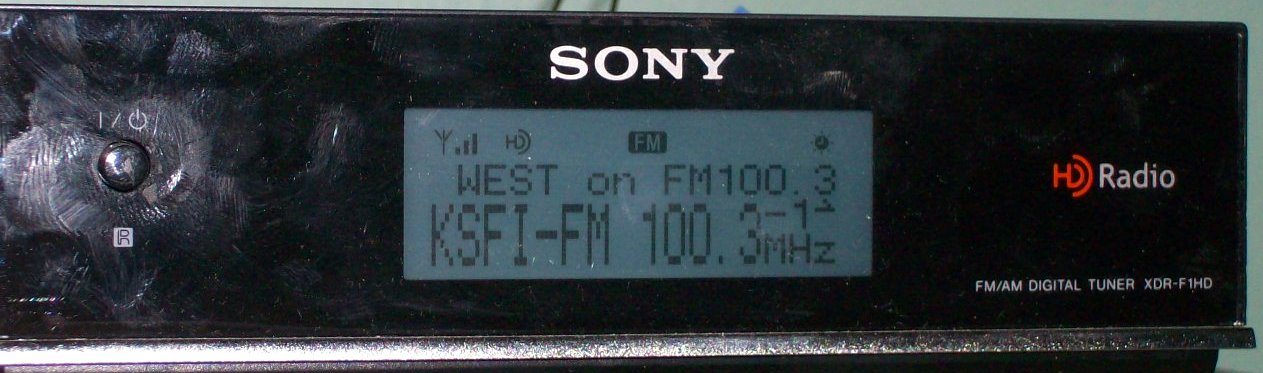 SONY
I/⏻
HD
FM
WEST on FM100.3
KSFI-FM 100.3-1 MHz
R
HD Radio
FM/AM DIGITAL TUNER XDR-F1HD